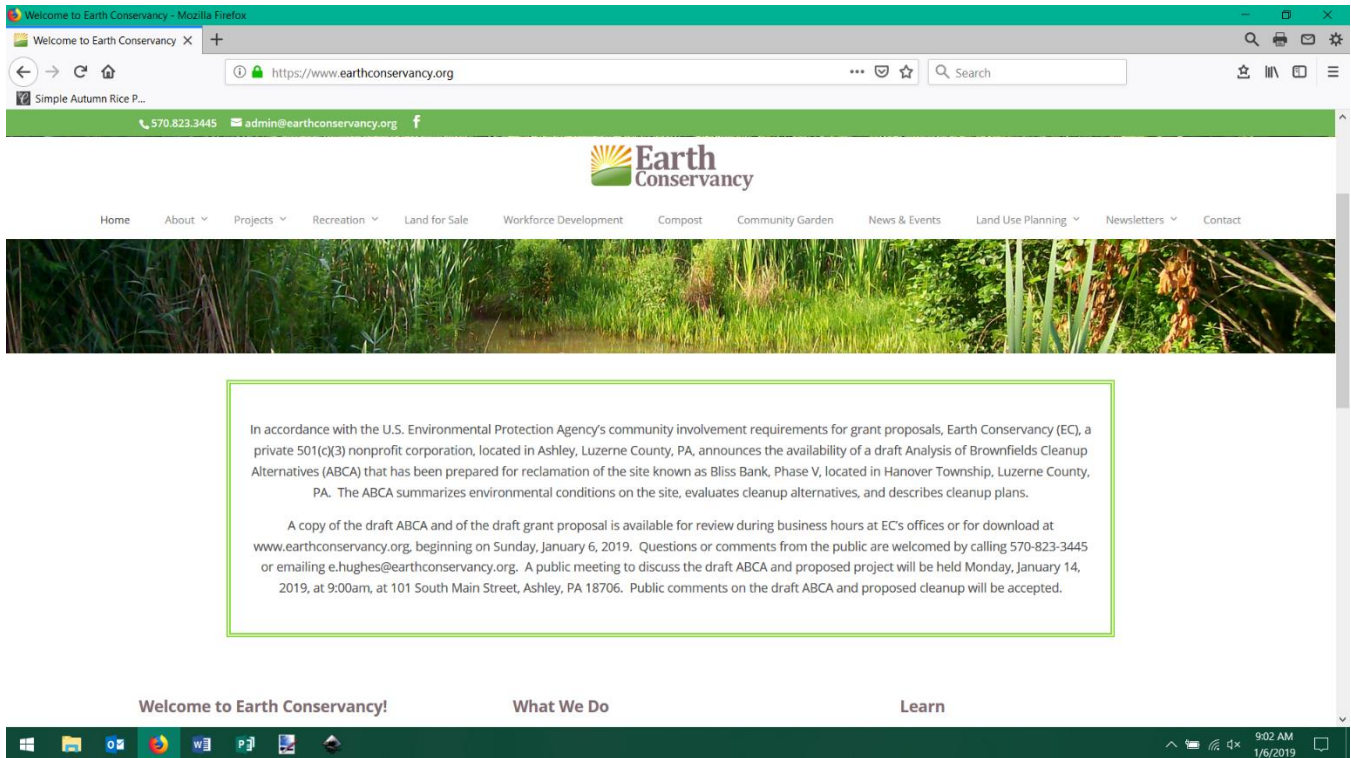 Welcome to Earth Conservancy - Mozilla Firefox
Welcome to Earth Conservancy
https://www.earthconservancy.org
Search
Simple Autumn Rice P...
570.823.3445 admin@earthconservancy.org f
Earth
Conservancy
Home About Projects Recreation Land for Sale Workforce Development Compost Community Garden News & Events Land Use Planning Newsletters Contact
In accordance with the U.S. Environmental Protection Agency's community involvement requirements for grant proposals, Earth Conservancy (EC), a
private 501(c)(3) nonprofit corporation, located in Ashley, Luzerne County, PA, announces the availability of a draft Analysis of Brownfields Cleanup
Alternatives (ABCA) that has been prepared for reclamation of the site known as Bliss Bank, Phase V, located in Hanover Township, Luzerne County,
PA. The ABCA summarizes environmental conditions on the site, evaluates cleanup alternatives, and describes cleanup plans.
A copy of the draft ABCA and of the draft grant proposal is available for review during business hours at EC's offices or for download at
www.earthconservancy.org, beginning on Sunday, January 6, 2019. Questions or comments from the public are welcomed by calling 570-823-3445
or emailing e.hughes@earthconservancy.org. A public meeting to discuss the draft ABCA and proposed project will be held Monday, January 14,
2019, at 9:00am, at 101 South Main Street, Ashley, PA 18706. Public comments on the draft ABCA and proposed cleanup will be accepted.
Welcome to Earth Conservancy! What We Do Learn
9:02 AM
1/6/2019